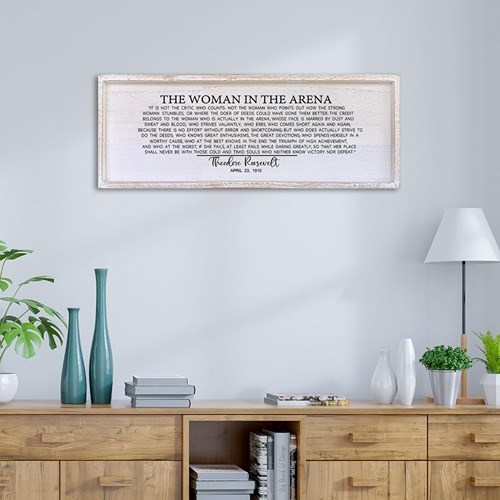 THE WOMAN IN THE ARENA
"IT IS NOT THE CRITIC WHO COUNTS: NOT THE WOMAN WHO POINTS OUT HOW THE STRONG
WOMAN STUMBLES, OR WHERE THE DOER OF DEEDS COULD HAVE DONE THEM BETTER. THE CREDIT
BELONGS TO THE WOMAN WHO IS ACTUALLY IN THE ARENA, WHOSE FACE IS MARRED BY DUST AND
SWEAT AND BLOOD, WHO STRIVES VALIANTLY, WHO ERRS, WHO COMES SHORT AGAIN AND AGAIN,
BECAUSE THERE IS NO EFFORT WITHOUT ERROR AND SHORTCOMING; BUT WHO DOES ACTUALLY STRIVE TO
DO THE DEEDS, WHO KNOWS GREAT ENTHUSIASMS, THE GREAT DEVOTIONS; WHO SPENDS HERSELF IN A
WORTHY CAUSE, WHO AT THE BEST KNOWS IN THE END THE TRIUMPH OF HIGH ACHIEVEMENT,
AND WHO AT THE WORST, IF SHE FAILS, AT LEAST FAILS WHILE DARING GREATLY, SO THAT HER PLACE
SHALL NEVER BE WITH THOSE COLD AND TIMID SOULS WHO NEITHER KNOW VICTORY NOR DEFEAT."
Theodore Roosevelt
APRIL 23, 1910